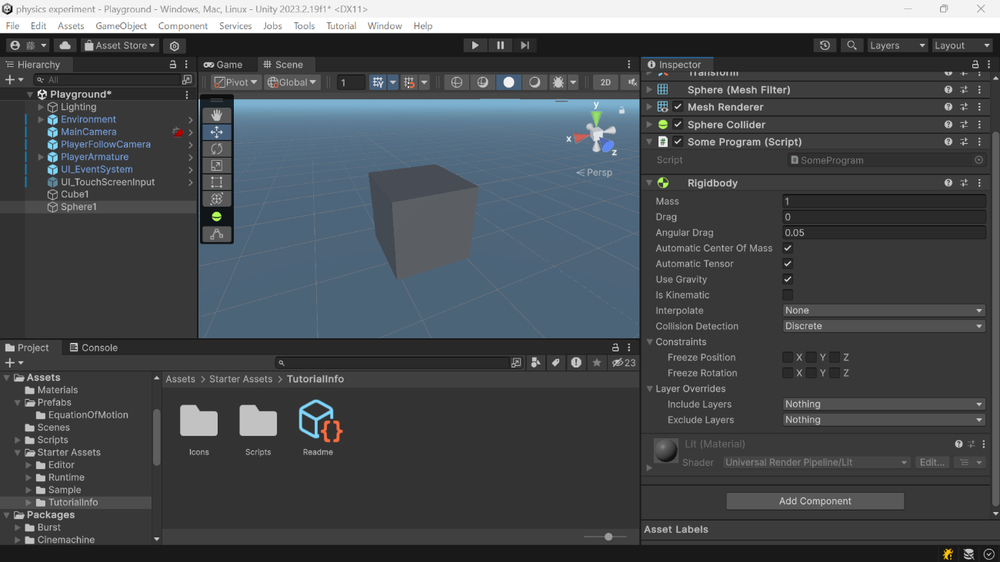 physics experiment - Playground - Windows, Mac, Linux - Unity 2023.2.19f1* <DX11>
File Edit Assets GameObject Component Services Jobs Tools Tutorial Window Help
藤 Asset Store Layers Layout
Hierarchy
All
Playground*
Lighting
Environment
MainCamera
PlayerFollowCamera
PlayerArmature
UI_EventSystem
UI_TouchScreenInput
Cube1
Sphere1
Game Scene
Pivot Global 1 2D
y
x
z
Persp
Inspector
Transform
Sphere (Mesh Filter)
Mesh Renderer
Sphere Collider
# Some Program (Script)
Script SomeProgram
Rigidbody
Mass 1
Drag 0
Angular Drag 0.05
Automatic Center Of Mass
Automatic Tensor
Use Gravity
Is Kinematic
Interpolate None
Collision Detection Discrete
Constraints
Freeze Position X Y Z
Freeze Rotation X Y Z
Layer Overrides
Include Layers Nothing
Exclude Layers Nothing
Lit (Material)
Shader Universal Render Pipeline/Lit Edit...
Add Component
Asset Labels
Project Console
23
Assets
Materials
Prefabs
EquationOfMotion
Scenes
Scripts
Starter Assets
Editor
Runtime
Sample
TutorialInfo
Packages
Burst
Cinemachine
Assets > Starter Assets > TutorialInfo
Icons Scripts Readme